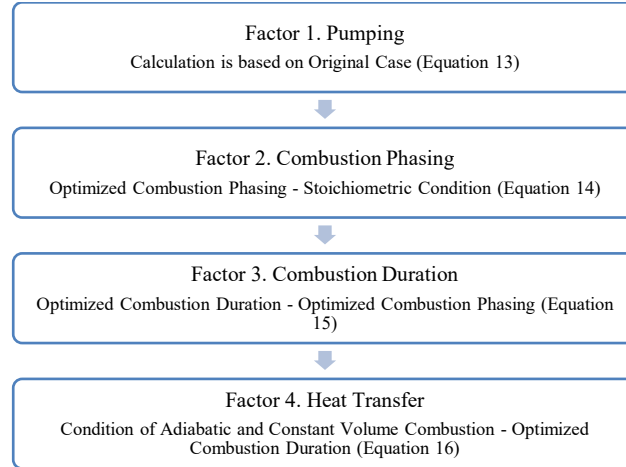 Factor 1. Pumping
Calculation is based on Original Case (Equation 13)
Factor 2. Combustion Phasing
Optimized Combustion Phasing - Stoichiometric Condition (Equation 14)
Factor 3. Combustion Duration
Optimized Combustion Duration - Optimized Combustion Phasing (Equation
15)
Factor 4. Heat Transfer
Condition of Adiabatic and Constant Volume Combustion - Optimized
Combustion Duration (Equation 16)